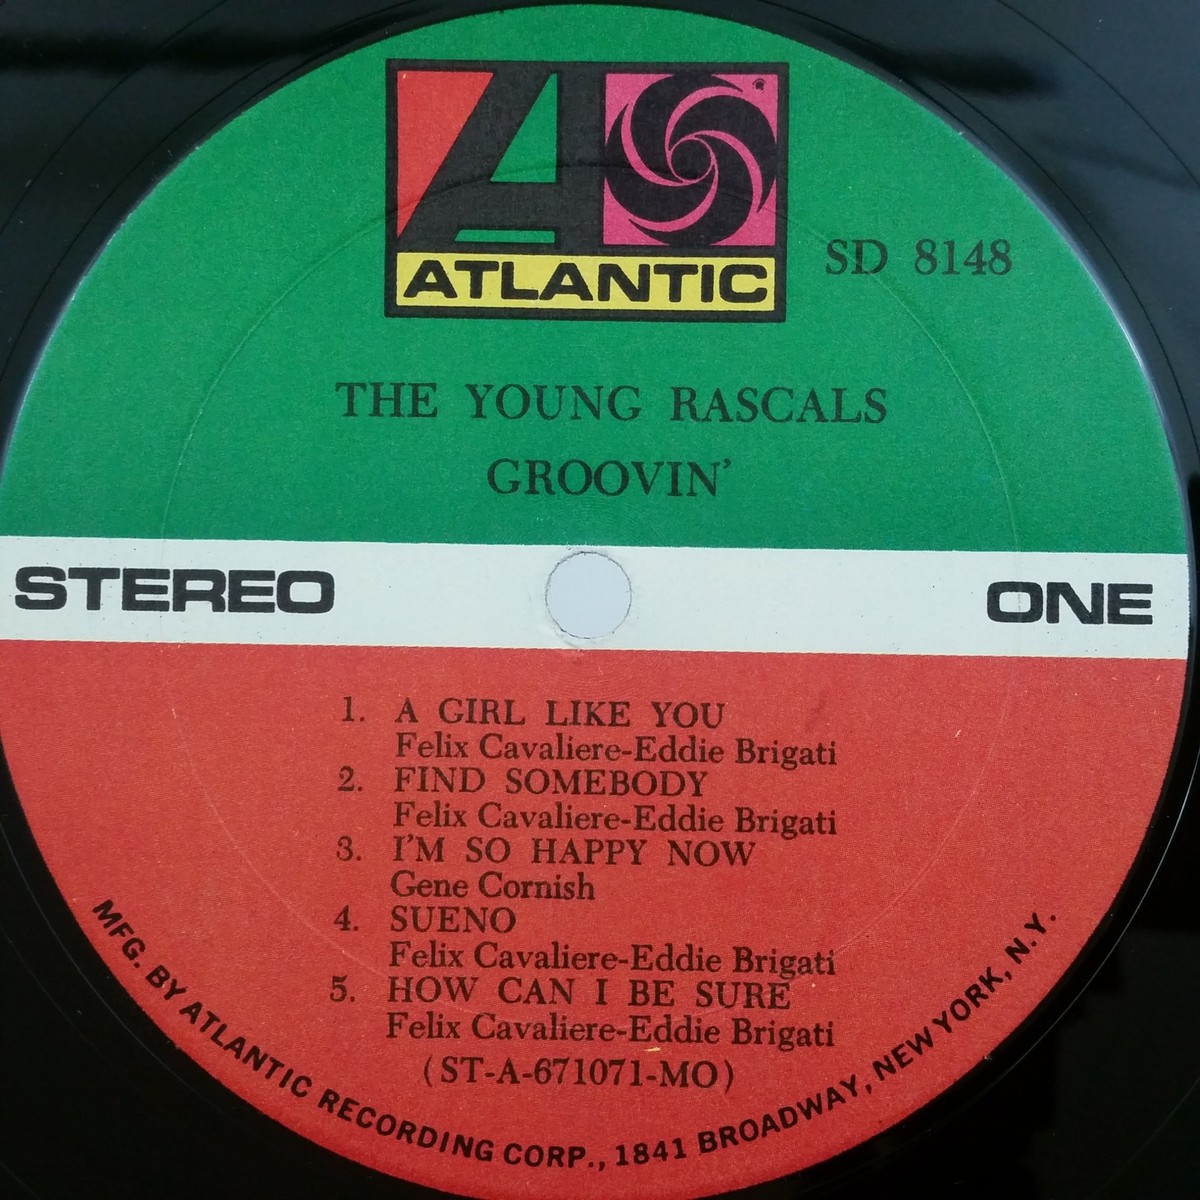 ATLANTIC
SD 8148
THE YOUNG RASCALS
GROOVIN’
STEREO
ONE
1. A GIRL LIKE YOU
Felix Cavaliere-Eddie Brigati
2. FIND SOMEBODY
Felix Cavaliere-Eddie Brigati
3. I'M SO HAPPY NOW
Gene Cornish
4. SUENO
Felix Cavaliere-Eddie Brigati
5. HOW CAN I BE SURE
Felix Cavaliere-Eddie Brigati
(ST-A-671071-MO)
MFG. BY ATLANTIC RECORDING CORP., 1841 BROADWAY, NEW YORK, N.Y.